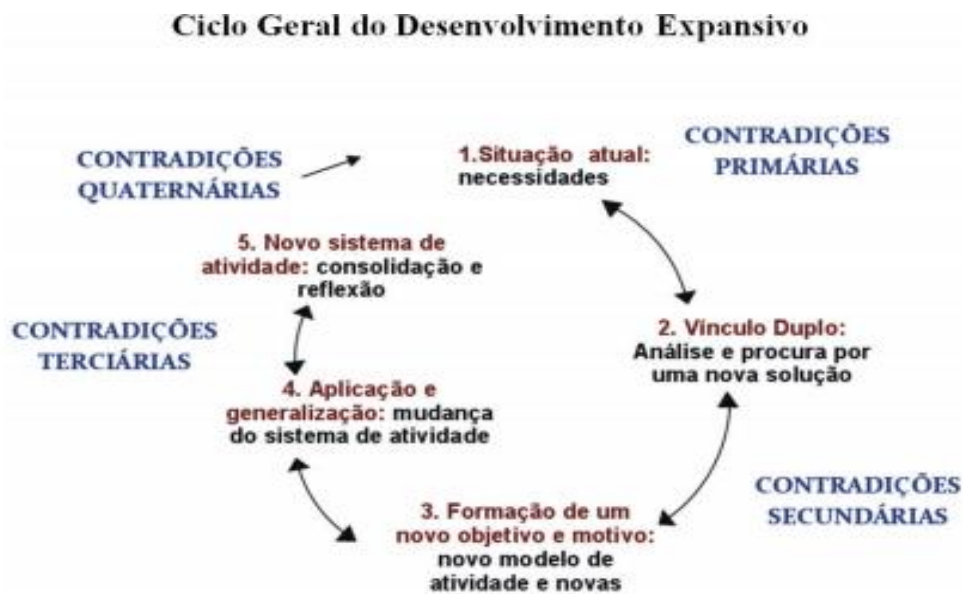 Ciclo Geral do Desenvolvimento Expansivo
CONTRADIÇÕES
QUATERNÁRIAS
1.Situação atual:
necessidades
CONTRADIÇÕES
PRIMÁRIAS
5. Novo sistema de
atividade: consolidação e
reflexão
CONTRADIÇÕES
TERCIÁRIAS
2. Vínculo Duplo:
Análise e procura por
uma nova solução
4. Aplicação e
generalização: mudança
do sistema de atividade
CONTRADIÇÕES
SECUNDÁRIAS
3. Formação de um
novo objetivo e motivo:
novo modelo de
atividade e novas